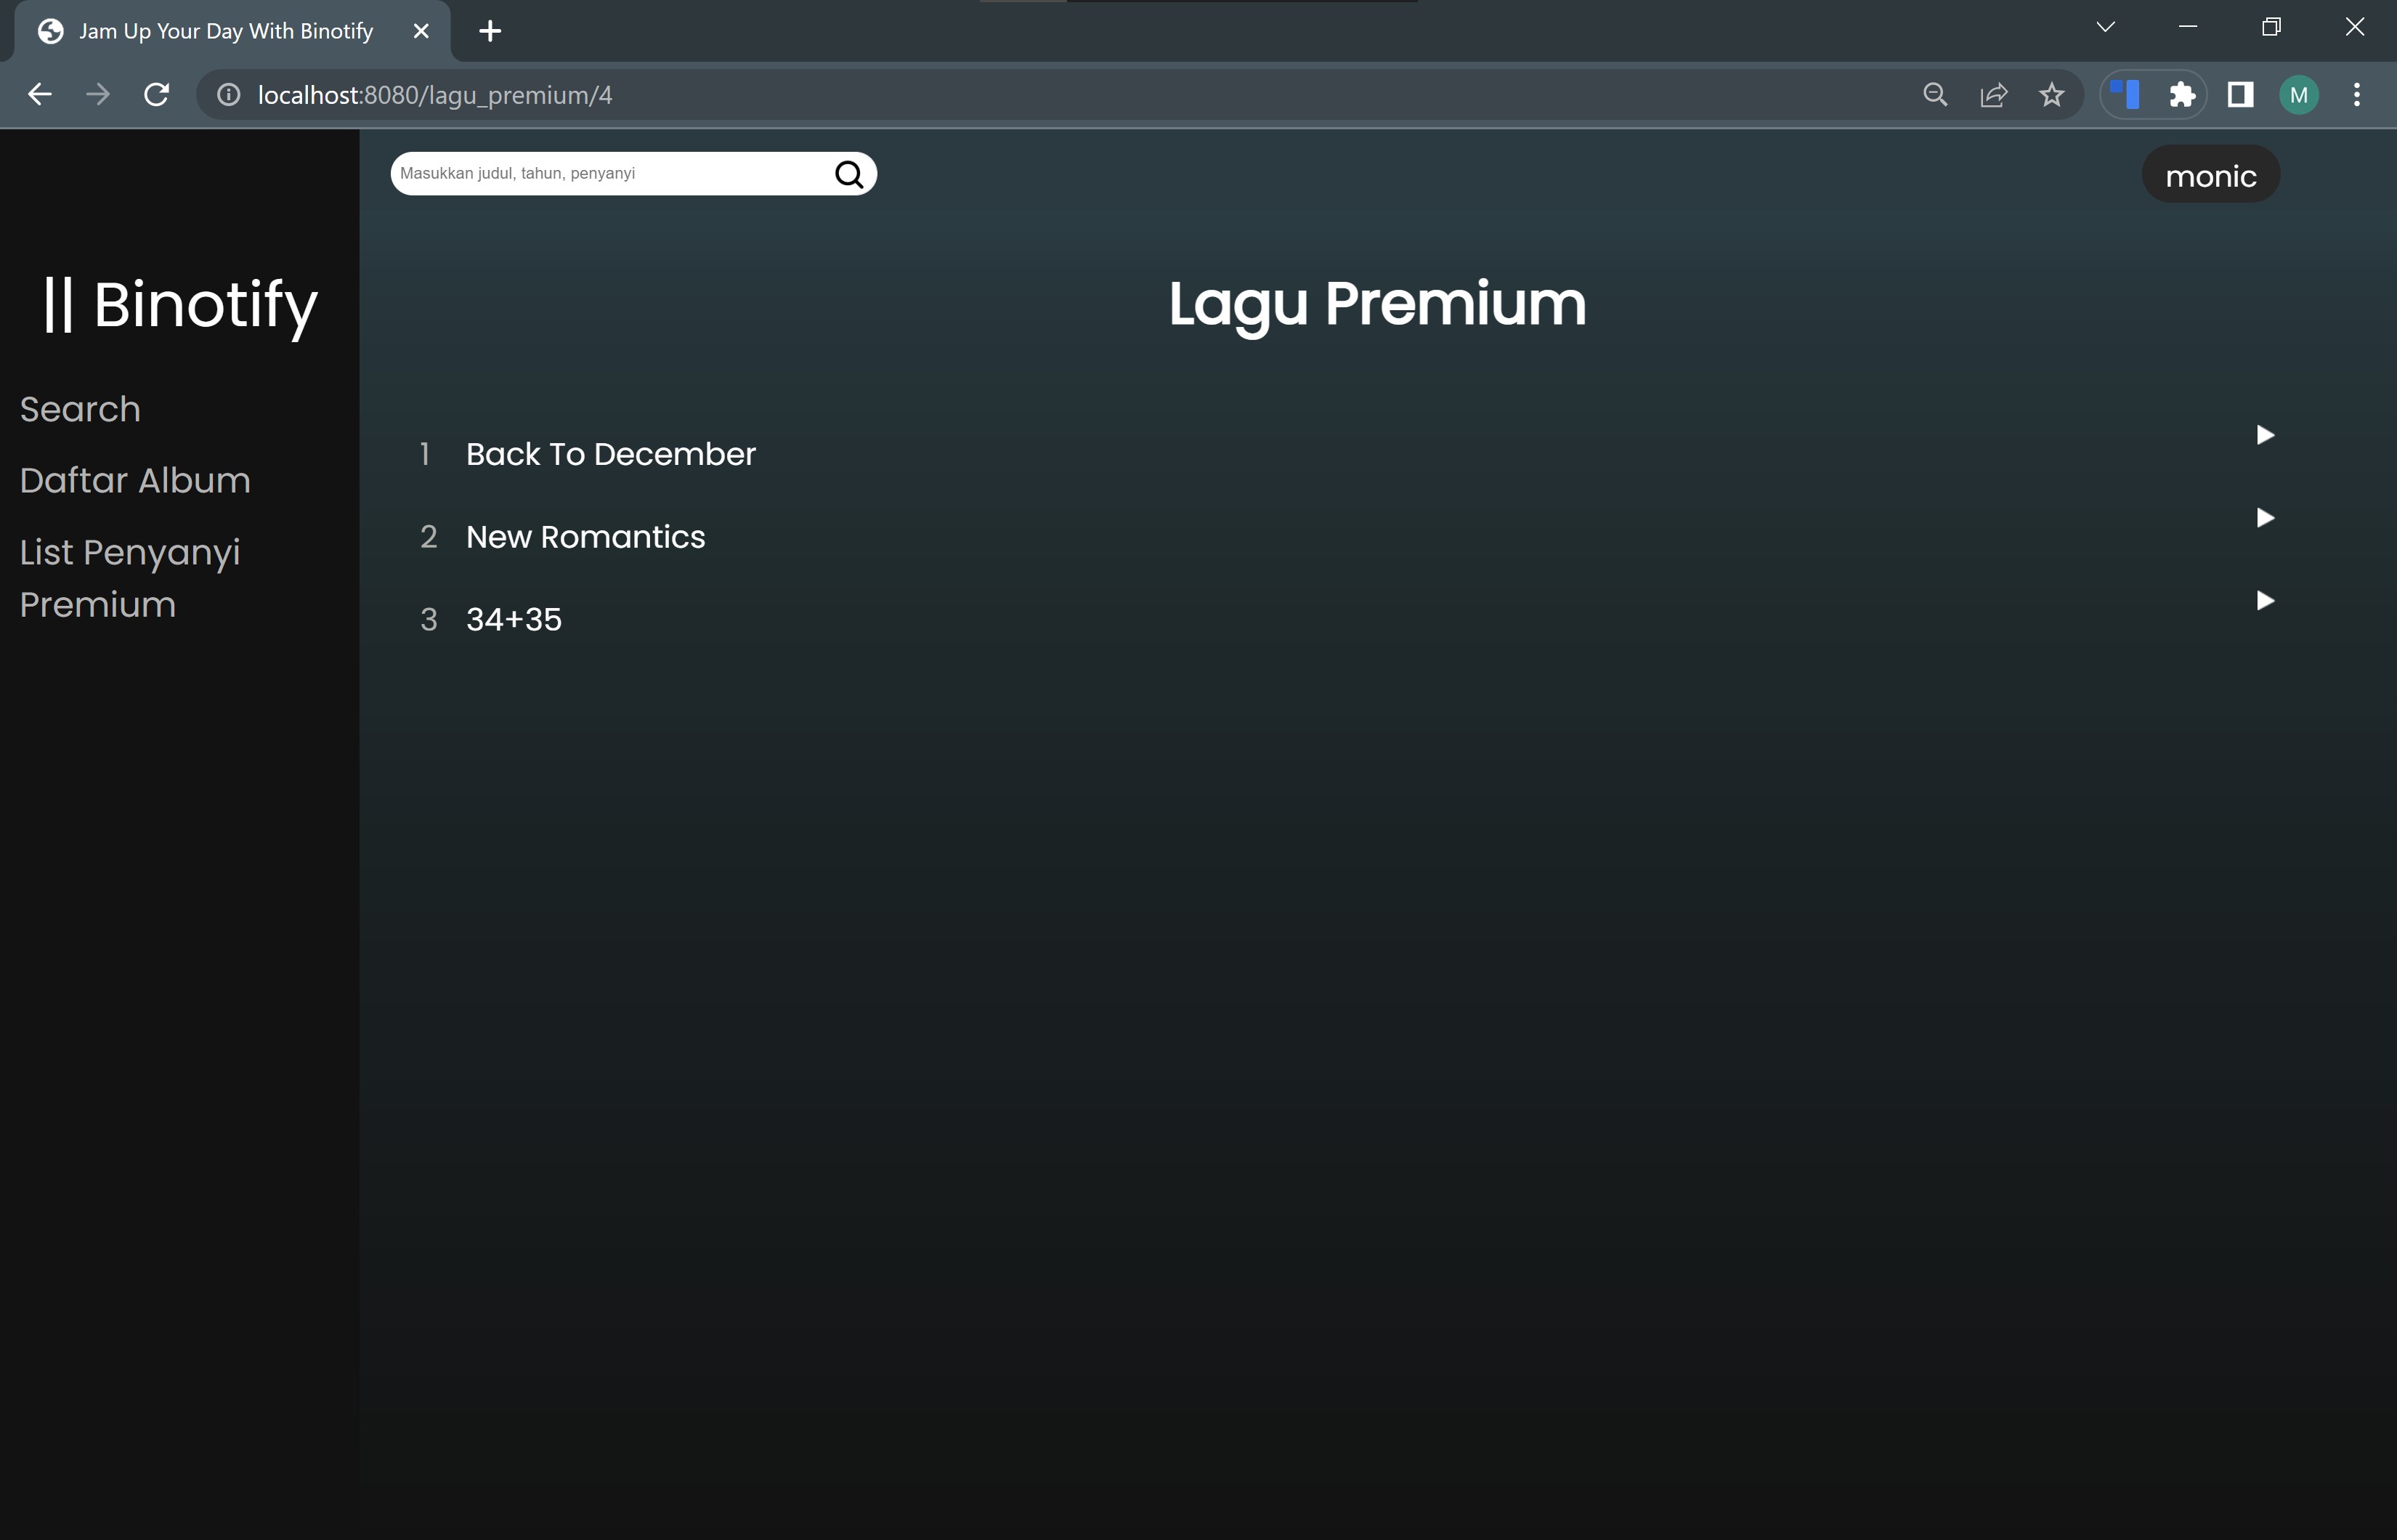 Jam Up Your Day With Binotify
localhost:8080/lagu_premium/4
M
Masukkan judul, tahun, penyanyi
monic
|| Binotify
Search
Daftar Album
List Penyanyi
Premium
Lagu Premium
1 Back To December
2 New Romantics
3 34+35